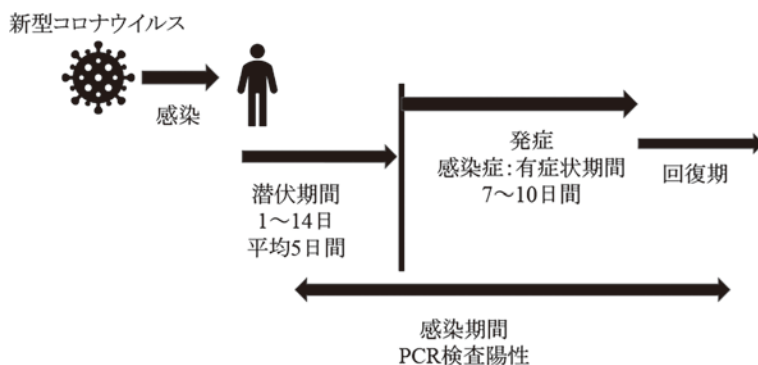 新型コロナウイルス
感染
潜伏期間
1～14日
平均5日間
発症
感染症:有症状期間
7～10日間
回復期
感染期間
PCR検査陽性